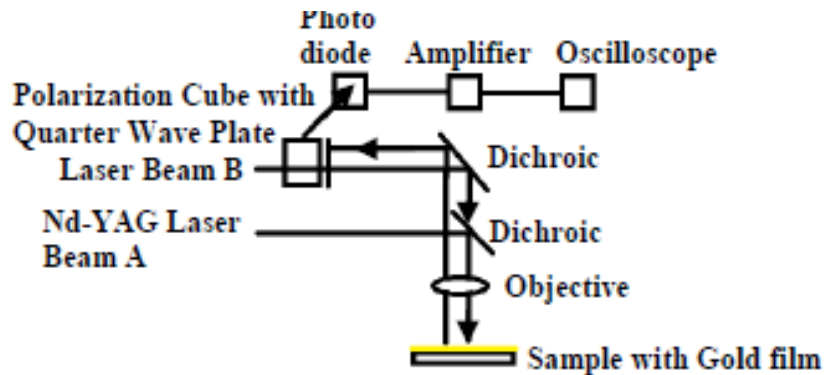 Photo
diode
Amplifier
Oscilloscope
Polarization Cube with
Quarter Wave Plate
Laser Beam B
Dichroic
Nd-YAG Laser
Beam A
Dichroic
Objective
Sample with Gold film